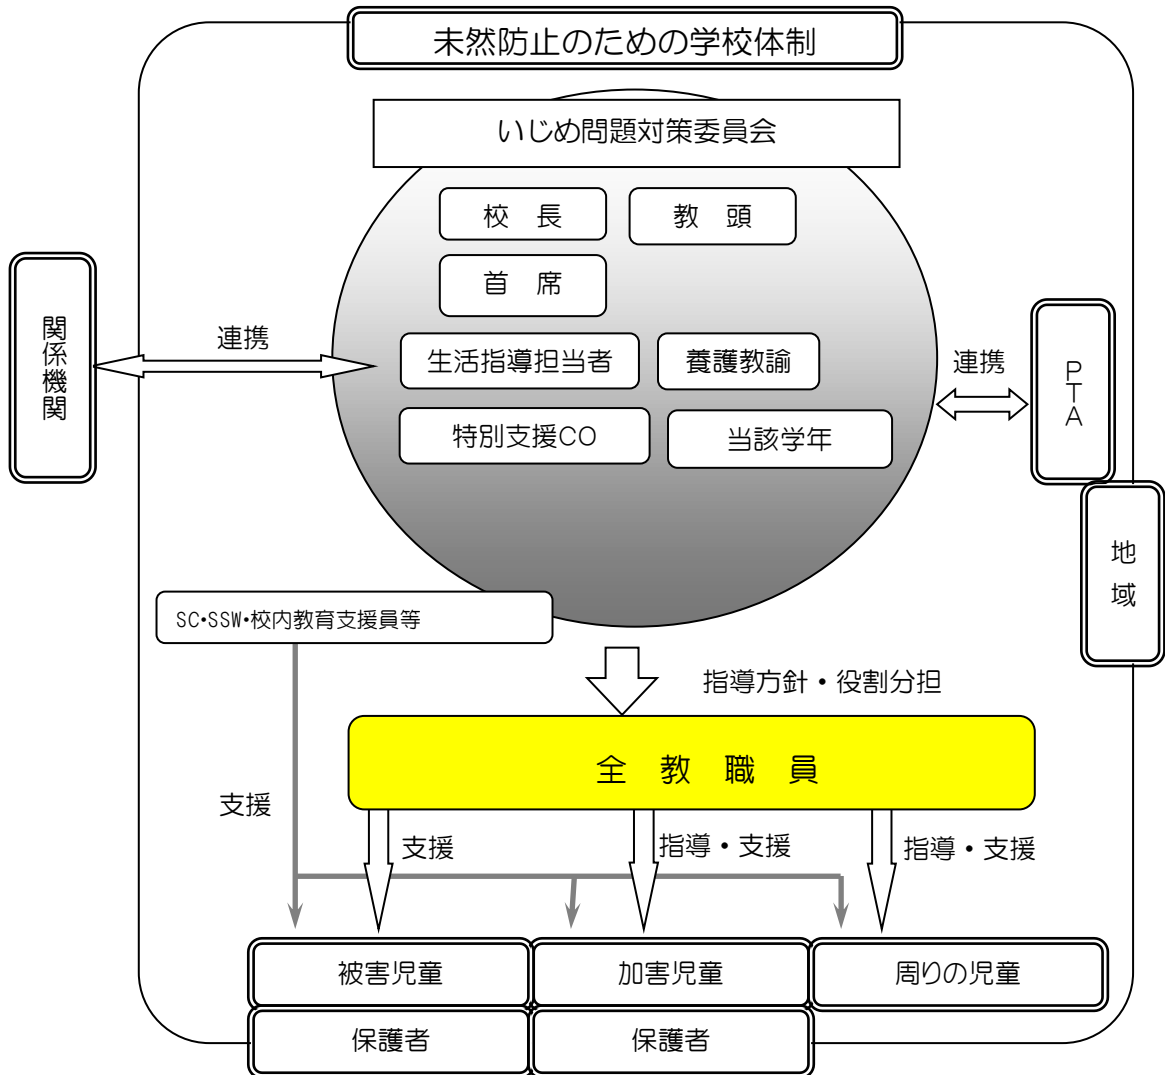 未然防止のための学校体制
いじめ問題対策委員会
校　長
教　頭
首　席
関係機関
連携
生活指導担当者
養護教諭
連携
PTA
特別支援CO
当該学年
地域
SC・SSW・校内教育支援員等
指導方針・役割分担
全　教　職　員
支援
支援
指導・支援
指導・支援
被害児童
加害児童
周りの児童
保護者
保護者